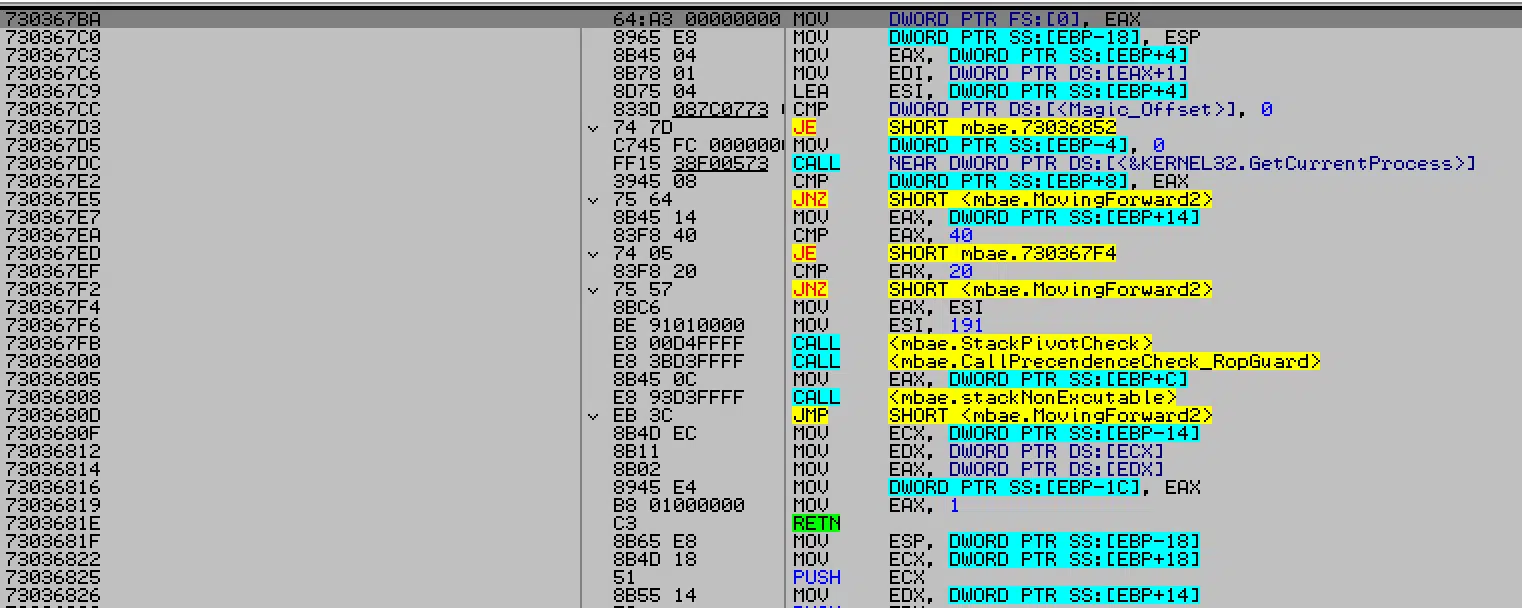 730367BA 64:A3 00000000 MOV DWORD PTR FS:[0], EAX
730367C0 8965 E8 MOV DWORD PTR SS:[EBP-18], ESP
730367C3 8B45 04 MOV EAX, DWORD PTR SS:[EBP+4]
730367C6 8B78 01 MOV EDI, DWORD PTR DS:[EAX+1]
730367C9 8D75 04 LEA ESI, DWORD PTR SS:[EBP+4]
730367CC 833D 087C0773 CMP DWORD PTR DS:[<Magic_Offset>], 0
730367D3 74 7D JE SHORT mbae.73036852
730367D5 C745 FC 000000 MOV DWORD PTR SS:[EBP-4], 0
730367DC FF15 38F00573 CALL NEAR DWORD PTR DS:[<&KERNEL32.GetCurrentProcess>]
730367E2 3945 08 CMP DWORD PTR SS:[EBP+8], EAX
730367E5 75 64 JNZ SHORT <mbae.MovingForward2>
730367E7 8B45 14 MOV EAX, DWORD PTR SS:[EBP+14]
730367EA 83F8 40 CMP EAX, 40
730367ED 74 05 JE SHORT mbae.730367F4
730367EF 83F8 20 CMP EAX, 20
730367F2 75 57 JNZ SHORT <mbae.MovingForward2>
730367F4 8BC6 MOV EAX, ESI
730367F6 BE 91010000 MOV ESI, 191
730367FB E8 00D4FFFF CALL <mbae.StackPivotCheck>
73036800 E8 3BD3FFFF CALL <mbae.CallPrecendenceCheck_RopGuard>
73036805 8B45 0C MOV EAX, DWORD PTR SS:[EBP+C]
73036808 E8 93D3FFFF CALL <mbae.stackNonExcutable>
7303680D EB 3C JMP SHORT <mbae.MovingForward2>
7303680F 8B4D EC MOV ECX, DWORD PTR SS:[EBP-14]
73036812 8B11 MOV EDX, DWORD PTR DS:[ECX]
73036814 8B02 MOV EAX, DWORD PTR DS:[EDX]
73036816 8945 E4 MOV DWORD PTR SS:[EBP-1C], EAX
73036819 B8 01000000 MOV EAX, 1
7303681E C3 RETN
7303681F 8B65 E8 MOV ESP, DWORD PTR SS:[EBP-18]
73036822 8B4D 18 MOV ECX, DWORD PTR SS:[EBP+18]
73036825 51 PUSH ECX
73036826 8B55 14 MOV EDX, DWORD PTR SS:[EBP+14]